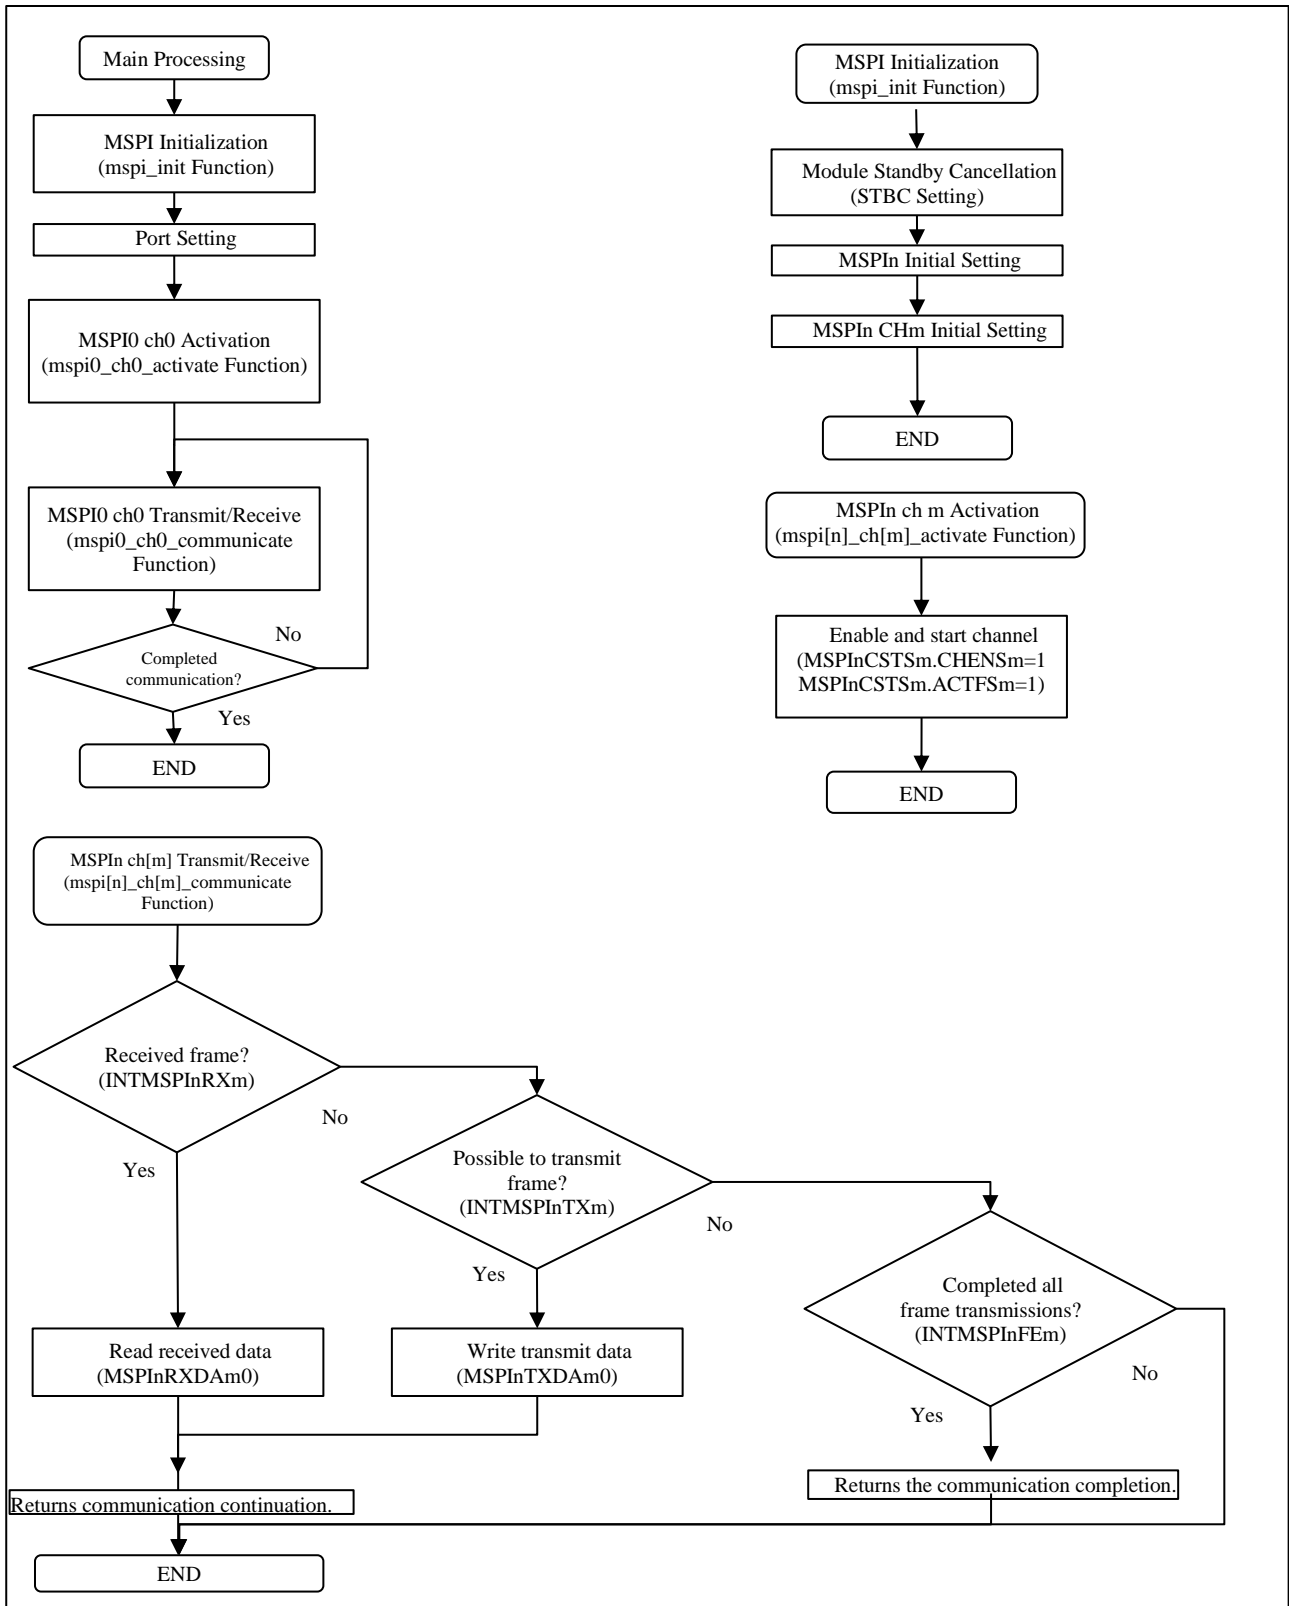 Main Processing
MSPI Initialization
(mspi_init Function)
Port Setting
MSPI0 ch0 Activation
(mspi0_ch0_activate Function)
MSPI0 ch0 Transmit/Receive
(mspi0_ch0_communicate
Function)
No
Completed
communication?
Yes
END
MSPI Initialization
(mspi_init Function)
Module Standby Cancellation
(STBC Setting)
MSPIn Initial Setting
MSPIn CHm Initial Setting
END
MSPIn ch m Activation
(mspi[n]_ch[m]_activate Function)
Enable and start channel
(MSPInCSTSm.CHENSm=1
MSPInCSTSm.ACTFSm=1)
END
MSPIn ch[m] Transmit/Receive
(mspi[n]_ch[m]_communicate
Function)
Received frame?
(INTMSPInRXm)
No
Yes
Possible to transmit
frame?
(INTMSPInTXm)
No
Yes
Completed all
frame transmissions?
(INTMSPInFEm)
No
Yes
Read received data
(MSPInRXDAm0)
Write transmit data
(MSPInTXDAm0)
Returns the communication completion.
Returns communication continuation.
END